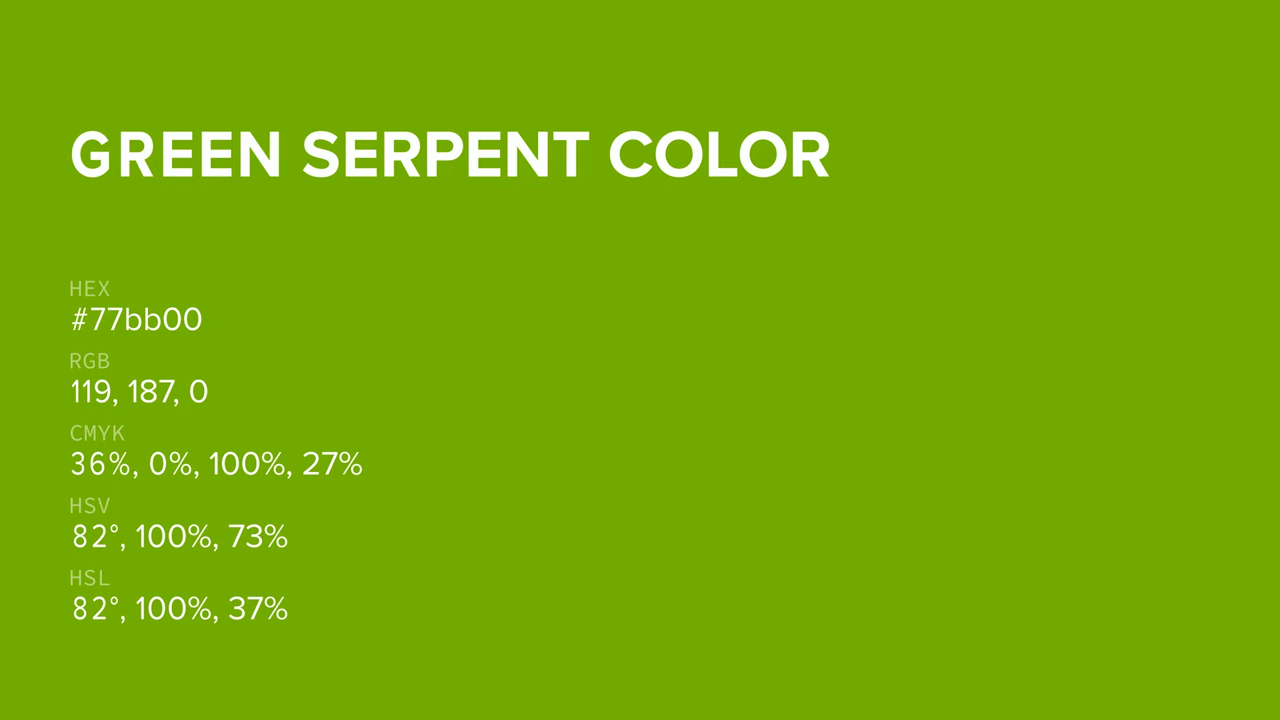 GREEN SERPENT COLOR
HEX
#77bb00
RGB
119, 187, 0
CMYK
36%, 0%, 100%, 27%
HSV
82°, 100%, 73%
HSL
82°, 100%, 37%